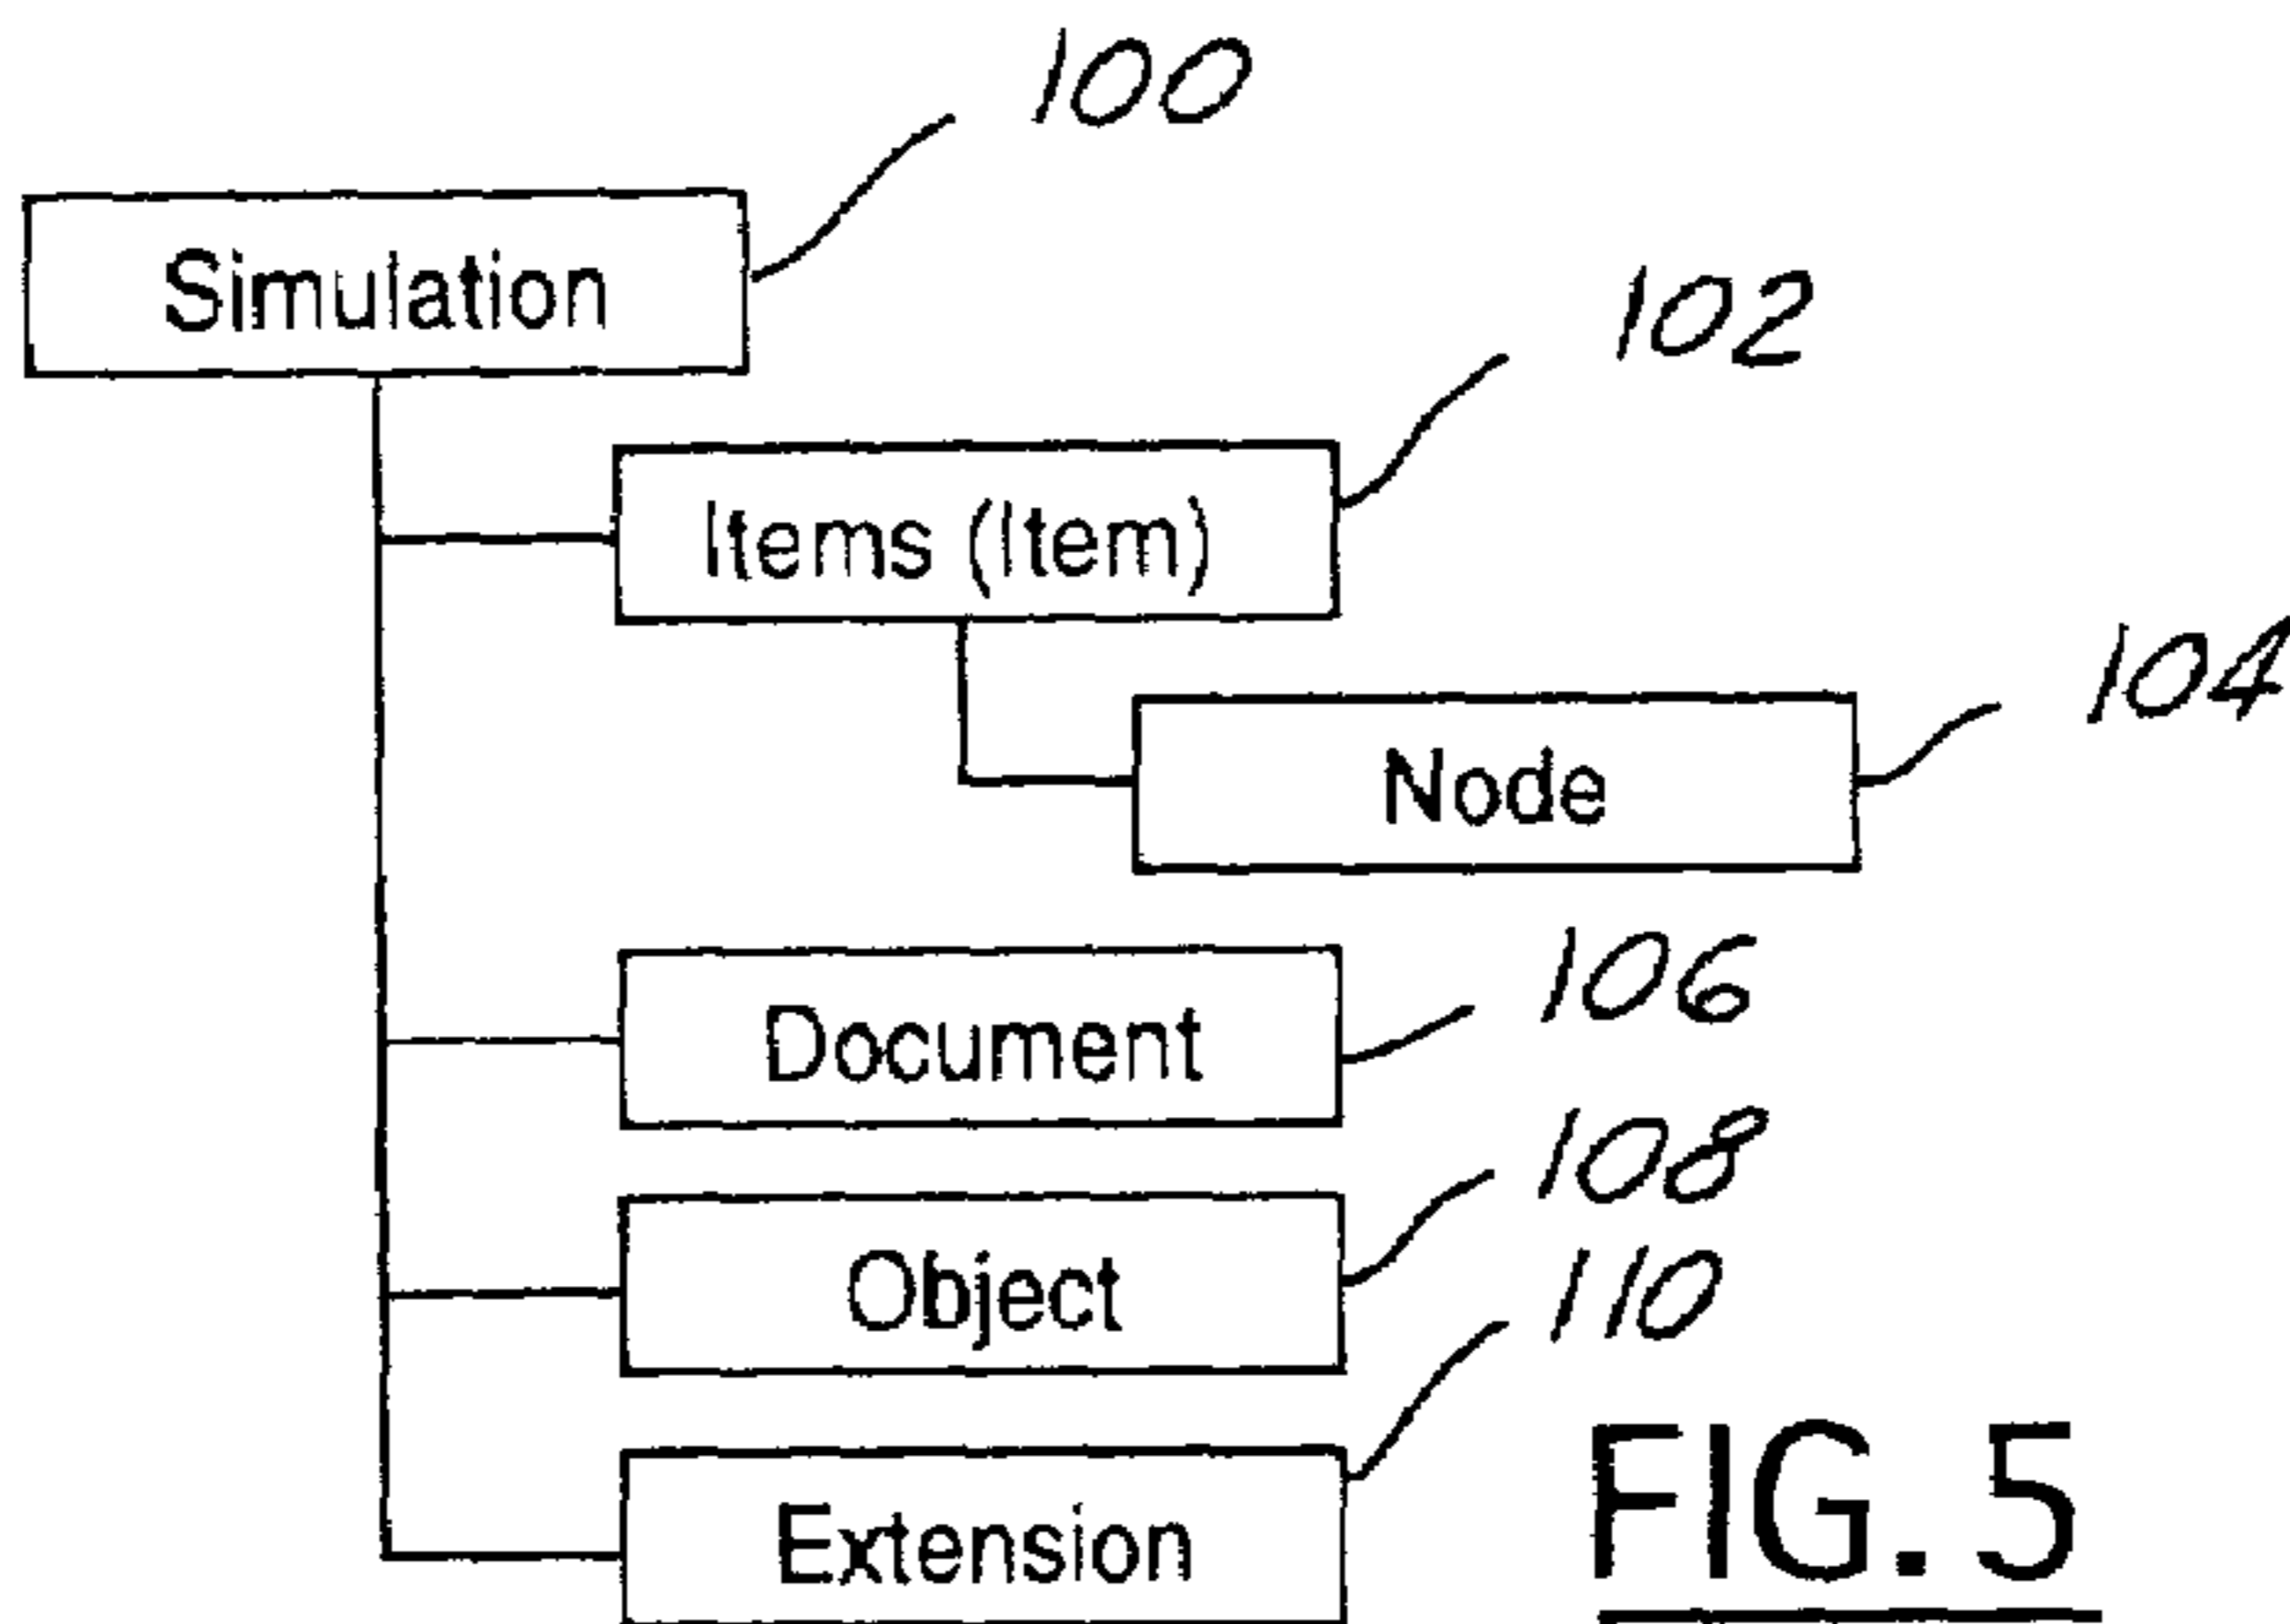 100
Simulation
102
Items (Item)
104
Node
106
Document
108
Object
110
Extension
FIG. 5